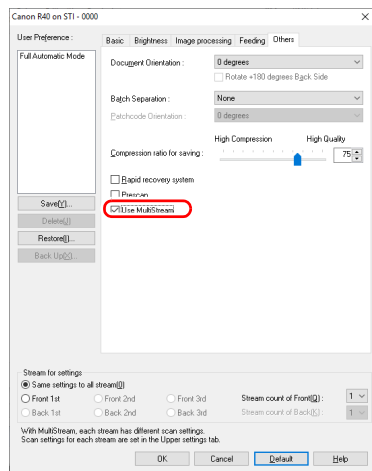 Canon R40 on STI - 0000
User Preference :
Full Automatic Mode
Save(Y)...
Delete(J)
Restore(I)...
Back Up(X)...
Basic Brightness Image processing Feeding Others
Document Orientation : 0 degrees
Rotate +180 degrees Back Side
Batch Separation : None
Patchcode Orientation : 0 degrees
High Compression High Quality
Compression ratio for saving : 75
Rapid recovery system
Prescan
Use MultiStream
Stream for settings
Same settings to all stream(0)
Front 1st Front 2nd Front 3rd Stream count of Front(Q) : 1
Back 1st Back 2nd Back 3rd Stream count of Back(K) : 1
With MultiStream, each stream has different scan settings.
Scan settings for each stream are set in the Upper settings tab.
OK Cancel Default Help